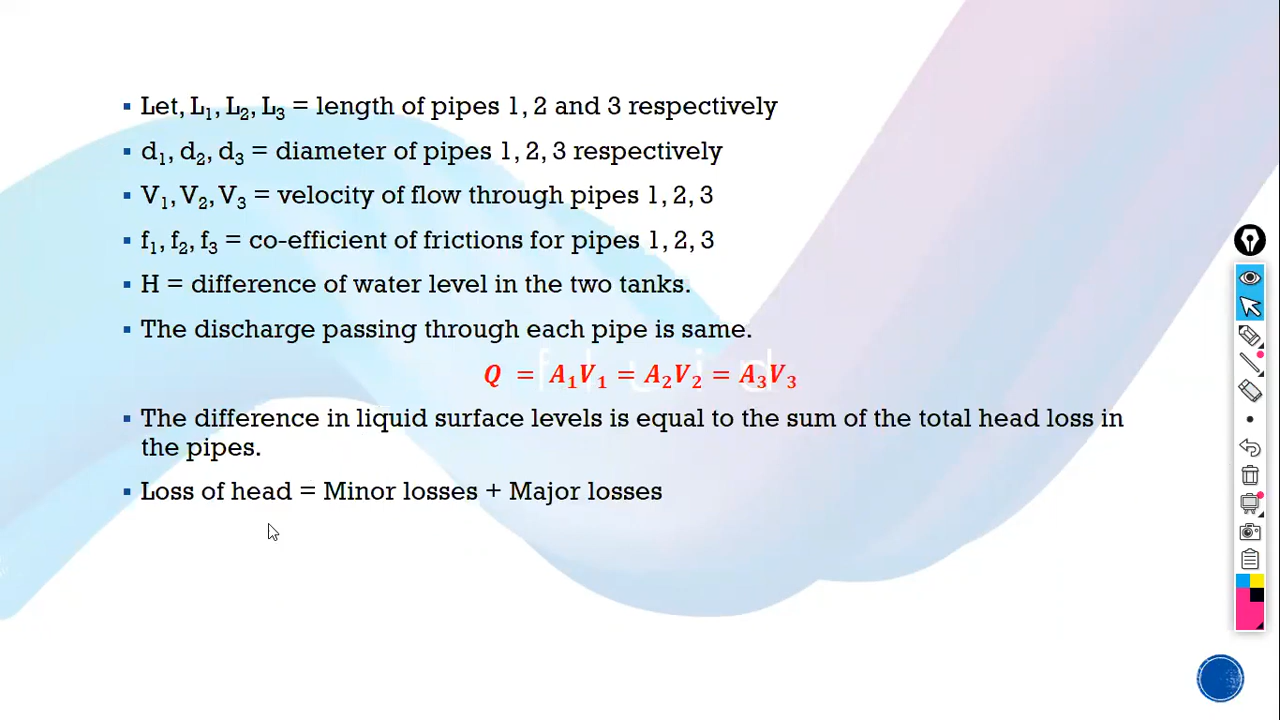 ▪ Let, L₁, L₂, L₃ = length of pipes 1, 2 and 3 respectively
▪ d₁, d₂, d₃ = diameter of pipes 1, 2, 3 respectively
▪ V₁, V₂, V₃ = velocity of flow through pipes 1, 2, 3
▪ f₁, f₂, f₃ = co-efficient of frictions for pipes 1, 2, 3
▪ H = difference of water level in the two tanks.
▪ The discharge passing through each pipe is same.
Q = A₁V₁ = A₂V₂ = A₃V₃
▪ The difference in liquid surface levels is equal to the sum of the total head loss in
the pipes.
▪ Loss of head = Minor losses + Major losses